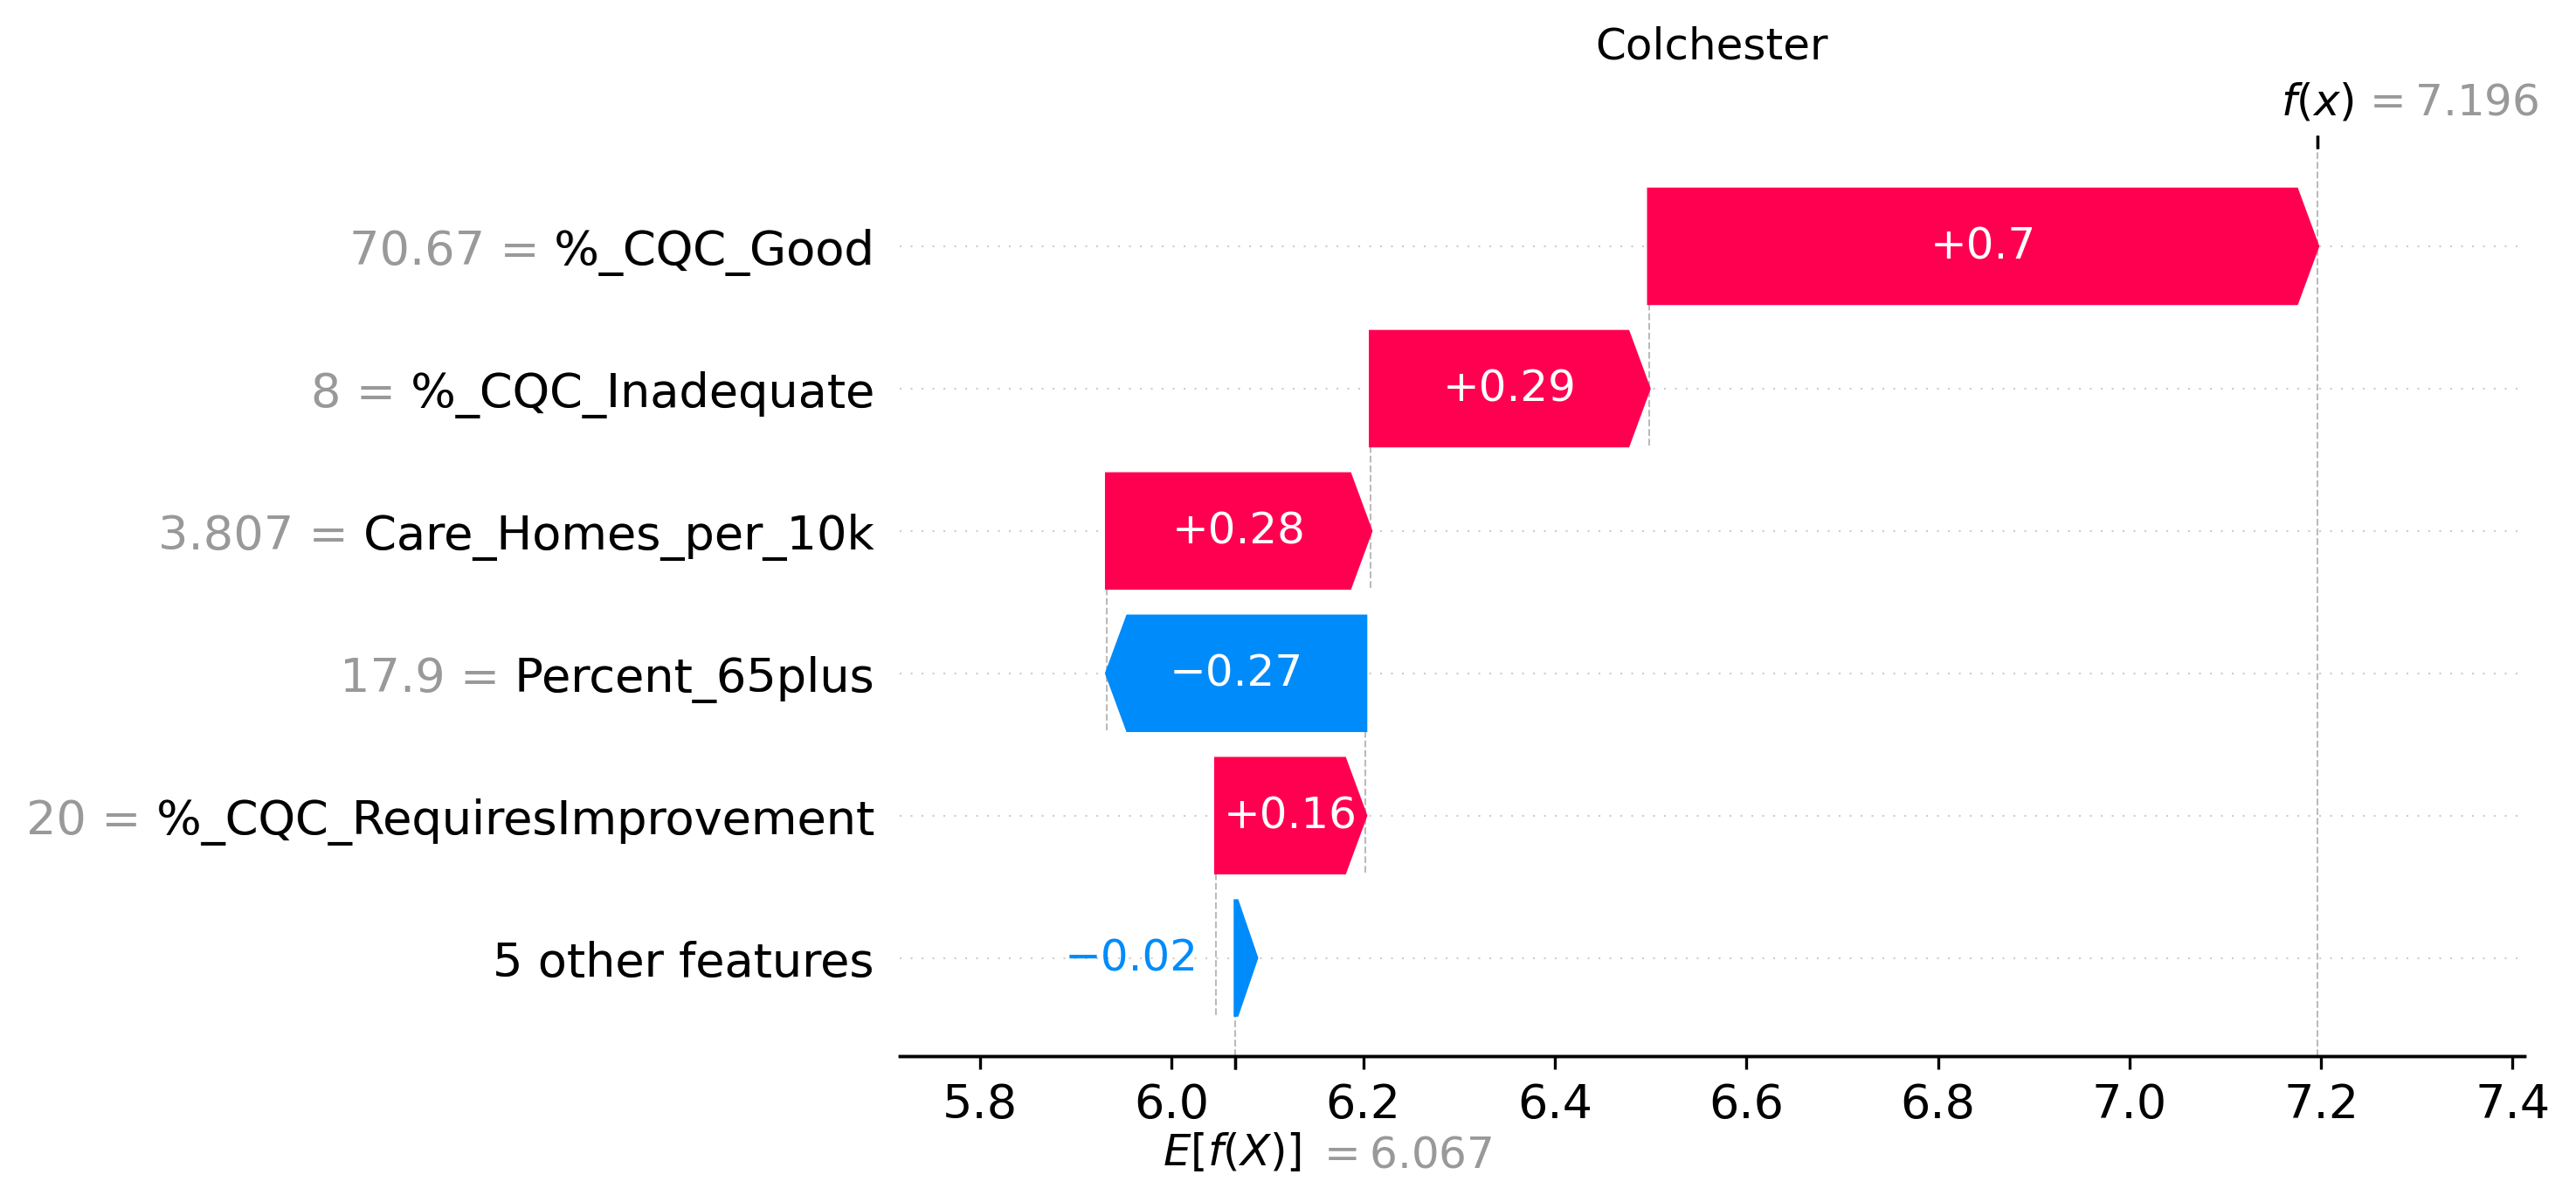 Colchester
f(x) = 7.196
70.67 = %_CQC_Good
+0.7
8 = %_CQC_Inadequate
+0.29
3.807 = Care_Homes_per_10k
+0.28
17.9 = Percent_65plus
−0.27
20 = %_CQC_RequiresImprovement
+0.16
5 other features
−0.02
5.8 6.0 6.2 6.4 6.6 6.8 7.0 7.2 7.4
E[f(X)] = 6.067